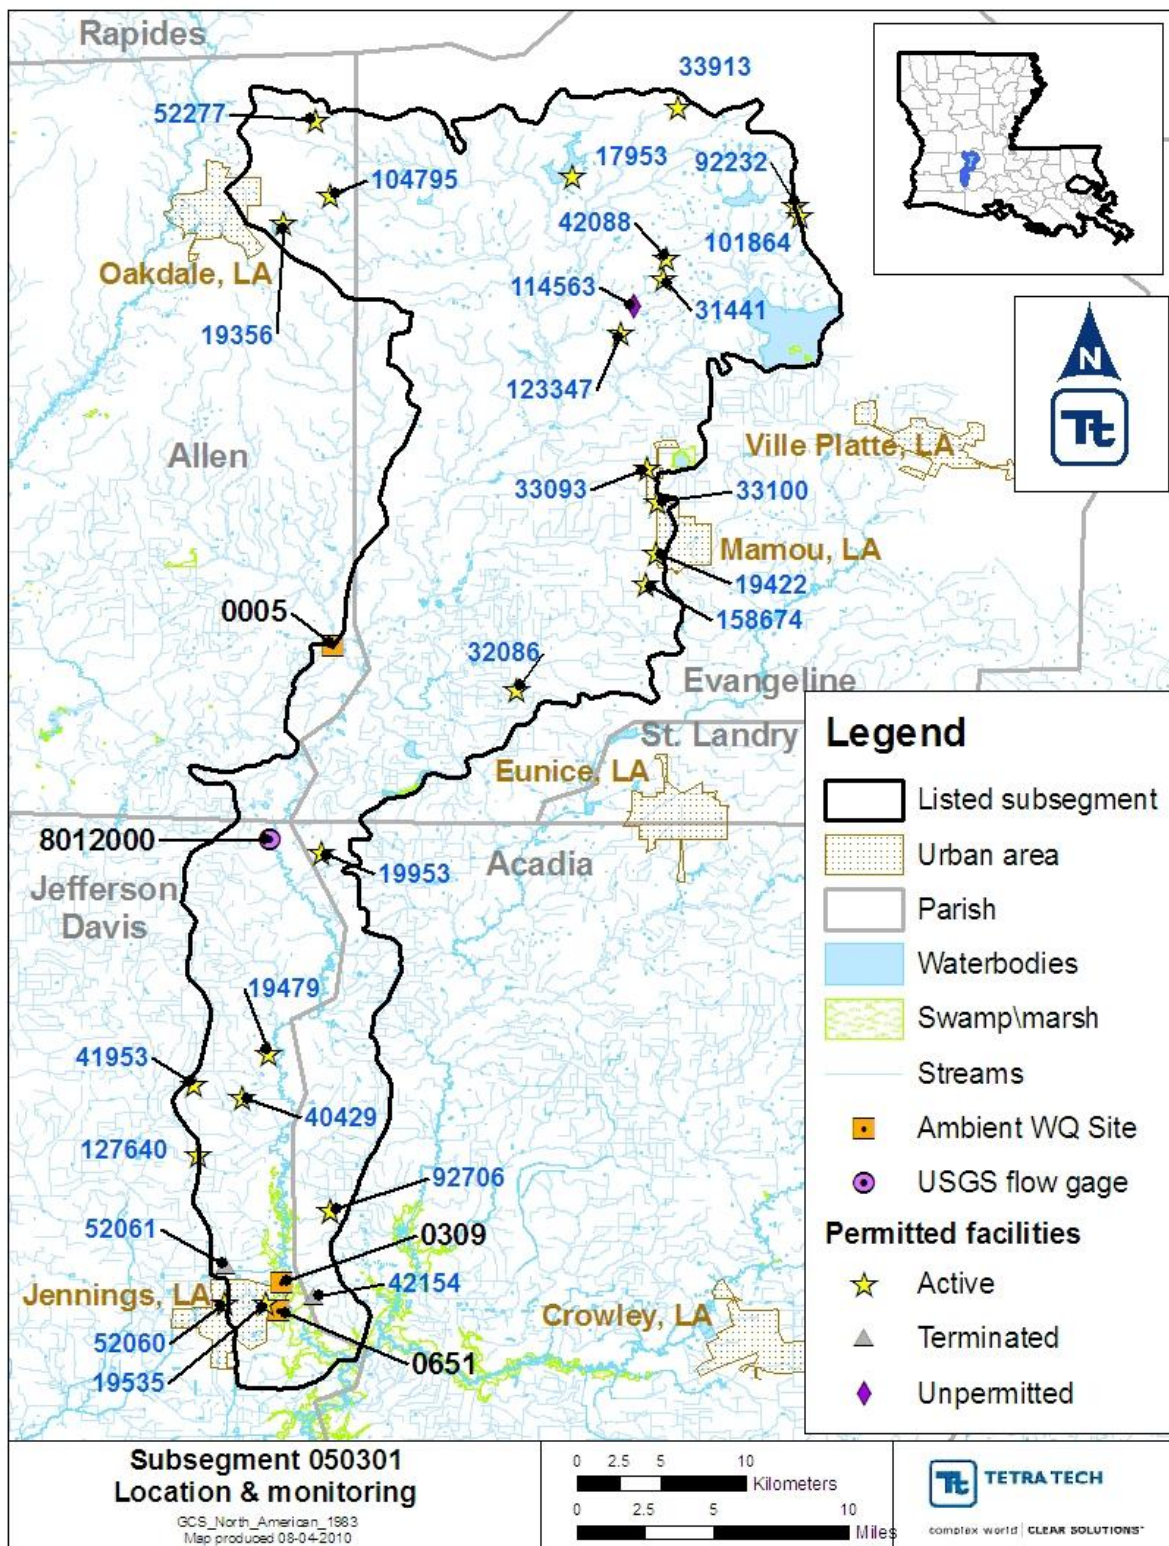 Rapides
33913
52277
17953
92232
104795
42088
101864
Oakdale, LA
114563
31441
19356
123347
N
Tt
Allen
Ville Platte, LA
33093
33100
Mamou, LA
19422
158674
0005
32086
Evangeline
St. Landry
Eunice, LA
8012000
Acadia
19953
Jefferson
Davis
19479
41953
40429
127640
92706
52061
0309
42154
Jennings, LA
Crowley, LA
52060
0651
19535
Legend
Listed subsegment
Urban area
Parish
Waterbodies
Swamp\marsh
Streams
Ambient WQ Site
USGS flow gage
Permitted facilities
Active
Terminated
Unpermitted
Subsegment 050301
Location & monitoring
GCS_North_American_1983
Map produced 08-04-2010
0 2.5 5 10
Kilometers
0 2.5 5 10
Miles
Tt TETRA TECH
complex world | CLEAR SOLUTIONS™